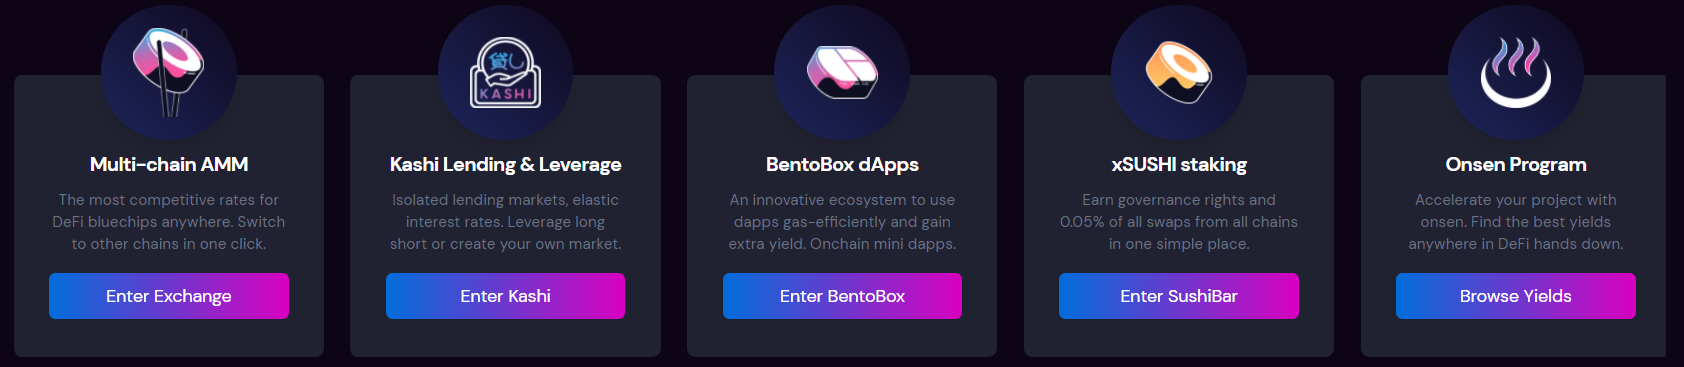 Multi-chain AMM
The most competitive rates for
DeFi bluechips anywhere. Switch
to other chains in one click.
Enter Exchange
貸し
KASHI
Kashi Lending & Leverage
Isolated lending markets, elastic
interest rates. Leverage long
short or create your own market.
Enter Kashi
BentoBox dApps
An innovative ecosystem to use
dapps gas-efficiently and gain
extra yield. Onchain mini dapps.
Enter BentoBox
xSUSHI staking
Earn governance rights and
0.05% of all swaps from all chains
in one simple place.
Enter SushiBar
Onsen Program
Accelerate your project with
onsen. Find the best yields
anywhere in DeFi hands down.
Browse Yields